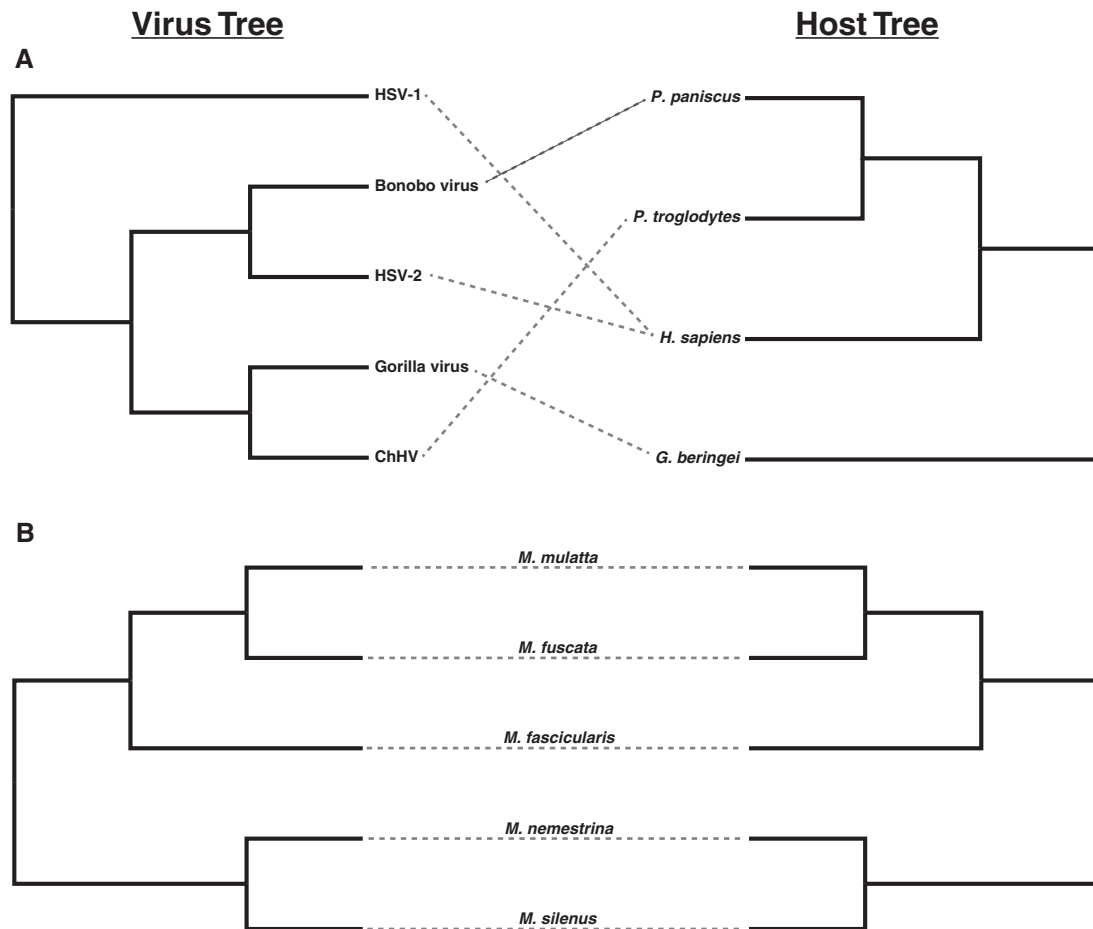 Virus Tree
Host Tree
A
HSV-1
P. paniscus
Bonobo virus
P. troglodytes
HSV-2
H. sapiens
Gorilla virus
ChHV
G. beringei
B
M. mulatta
M. fuscata
M. fascicularis
M. nemestrina
M. silenus